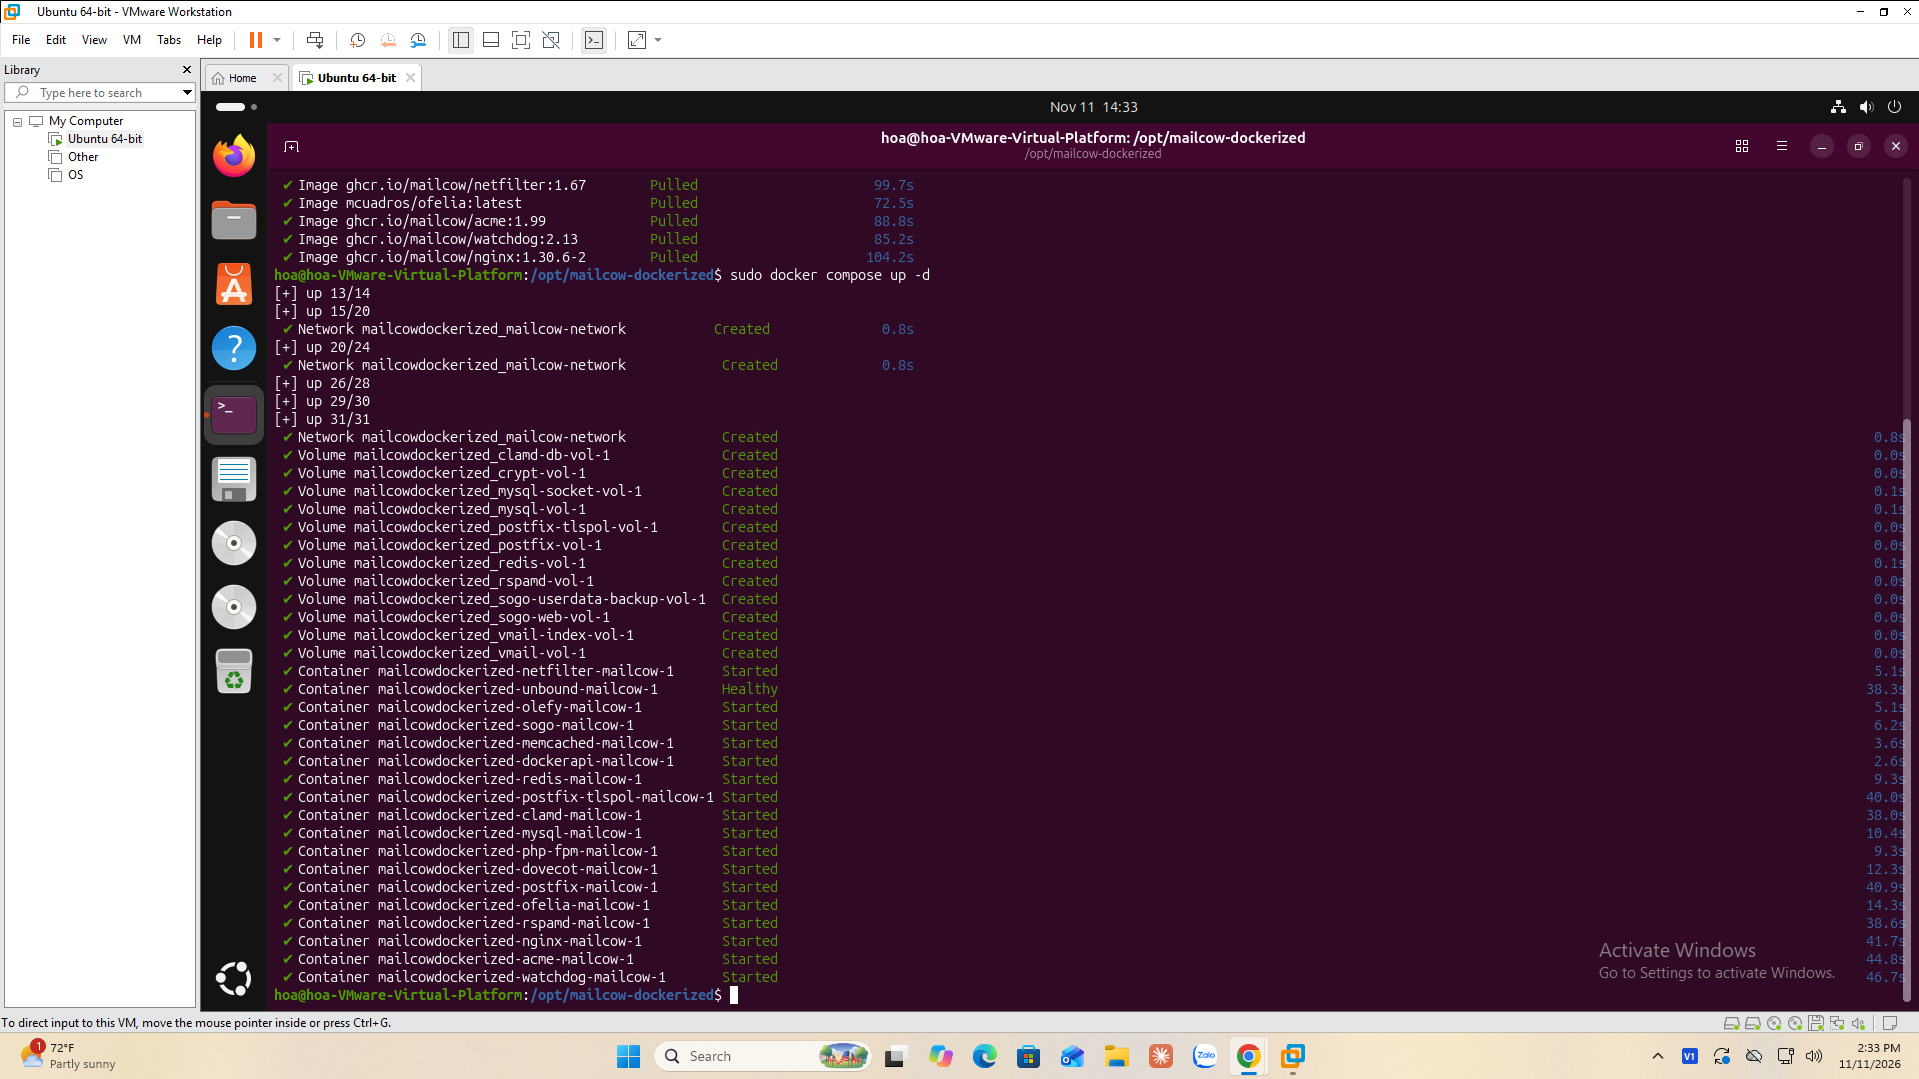 Ubuntu 64-bit - VMware Workstation
File Edit View VM Tabs Help
Library
Type here to search
My Computer
Ubuntu 64-bit
Other
OS
Home
Ubuntu 64-bit
Nov 11 14:33
hoa@hoa-VMware-Virtual-Platform: /opt/mailcow-dockerized
/opt/mailcow-dockerized
✔ Image ghcr.io/mailcow/netfilter:1.67 Pulled 99.7s
✔ Image mcuadros/ofelia:latest Pulled 72.5s
✔ Image ghcr.io/mailcow/acme:1.99 Pulled 88.8s
✔ Image ghcr.io/mailcow/watchdog:2.13 Pulled 85.2s
✔ Image ghcr.io/mailcow/nginx:1.30.6-2 Pulled 104.2s
hoa@hoa-VMware-Virtual-Platform:/opt/mailcow-dockerized$ sudo docker compose up -d
[+] up 13/14
[+] up 15/20
✔ Network mailcowdockerized_mailcow-network Created 0.8s
[+] up 20/24
✔ Network mailcowdockerized_mailcow-network Created 0.8s
[+] up 26/28
[+] up 29/30
[+] up 31/31
✔ Network mailcowdockerized_mailcow-network Created 0.8s
✔ Volume mailcowdockerized_clamd-db-vol-1 Created 0.0s
✔ Volume mailcowdockerized_crypt-vol-1 Created 0.0s
✔ Volume mailcowdockerized_mysql-socket-vol-1 Created 0.1s
✔ Volume mailcowdockerized_mysql-vol-1 Created 0.1s
✔ Volume mailcowdockerized_postfix-tlspol-vol-1 Created 0.0s
✔ Volume mailcowdockerized_postfix-vol-1 Created 0.0s
✔ Volume mailcowdockerized_redis-vol-1 Created 0.1s
✔ Volume mailcowdockerized_rspamd-vol-1 Created 0.0s
✔ Volume mailcowdockerized_sogo-userdata-backup-vol-1 Created 0.0s
✔ Volume mailcowdockerized_sogo-web-vol-1 Created 0.0s
✔ Volume mailcowdockerized_vmail-index-vol-1 Created 0.0s
✔ Volume mailcowdockerized_vmail-vol-1 Created 0.0s
✔ Container mailcowdockerized-netfilter-mailcow-1 Started 5.1s
✔ Container mailcowdockerized-unbound-mailcow-1 Healthy 38.3s
✔ Container mailcowdockerized-olefy-mailcow-1 Started 5.1s
✔ Container mailcowdockerized-sogo-mailcow-1 Started 6.2s
✔ Container mailcowdockerized-memcached-mailcow-1 Started 3.6s
✔ Container mailcowdockerized-dockerapi-mailcow-1 Started 2.6s
✔ Container mailcowdockerized-redis-mailcow-1 Started 9.3s
✔ Container mailcowdockerized-postfix-tlspol-mailcow-1 Started 40.0s
✔ Container mailcowdockerized-clamd-mailcow-1 Started 38.0s
✔ Container mailcowdockerized-mysql-mailcow-1 Started 10.4s
✔ Container mailcowdockerized-php-fpm-mailcow-1 Started 9.3s
✔ Container mailcowdockerized-dovecot-mailcow-1 Started 12.3s
✔ Container mailcowdockerized-postfix-mailcow-1 Started 40.9s
✔ Container mailcowdockerized-ofelia-mailcow-1 Started 14.3s
✔ Container mailcowdockerized-rspamd-mailcow-1 Started 38.6s
✔ Container mailcowdockerized-nginx-mailcow-1 Started 41.7s
✔ Container mailcowdockerized-acme-mailcow-1 Started 44.8s
✔ Container mailcowdockerized-watchdog-mailcow-1 Started 46.7s
hoa@hoa-VMware-Virtual-Platform:/opt/mailcow-dockerized$
Activate Windows
Go to Settings to activate Windows.
To direct input to this VM, move the mouse pointer inside or press Ctrl+G.
1
72°F
Partly sunny
Search
Zalo
V1
2:33 PM
11/11/2026